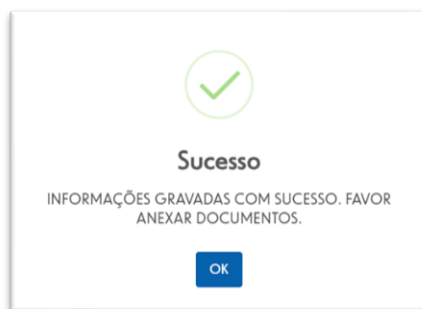 Sucesso
INFORMAÇÕES GRAVADAS COM SUCESSO. FAVOR
ANEXAR DOCUMENTOS.
OK